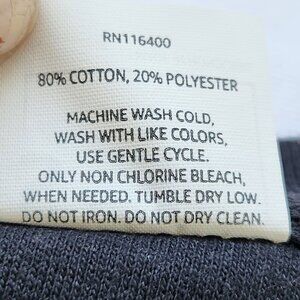 RN116400
80% COTTON, 20% POLYESTER
MACHINE WASH COLD,
WASH WITH LIKE COLORS,
USE GENTLE CYCLE.
ONLY NON CHLORINE BLEACH,
WHEN NEEDED. TUMBLE DRY LOW.
DO NOT IRON. DO NOT DRY CLEAN.